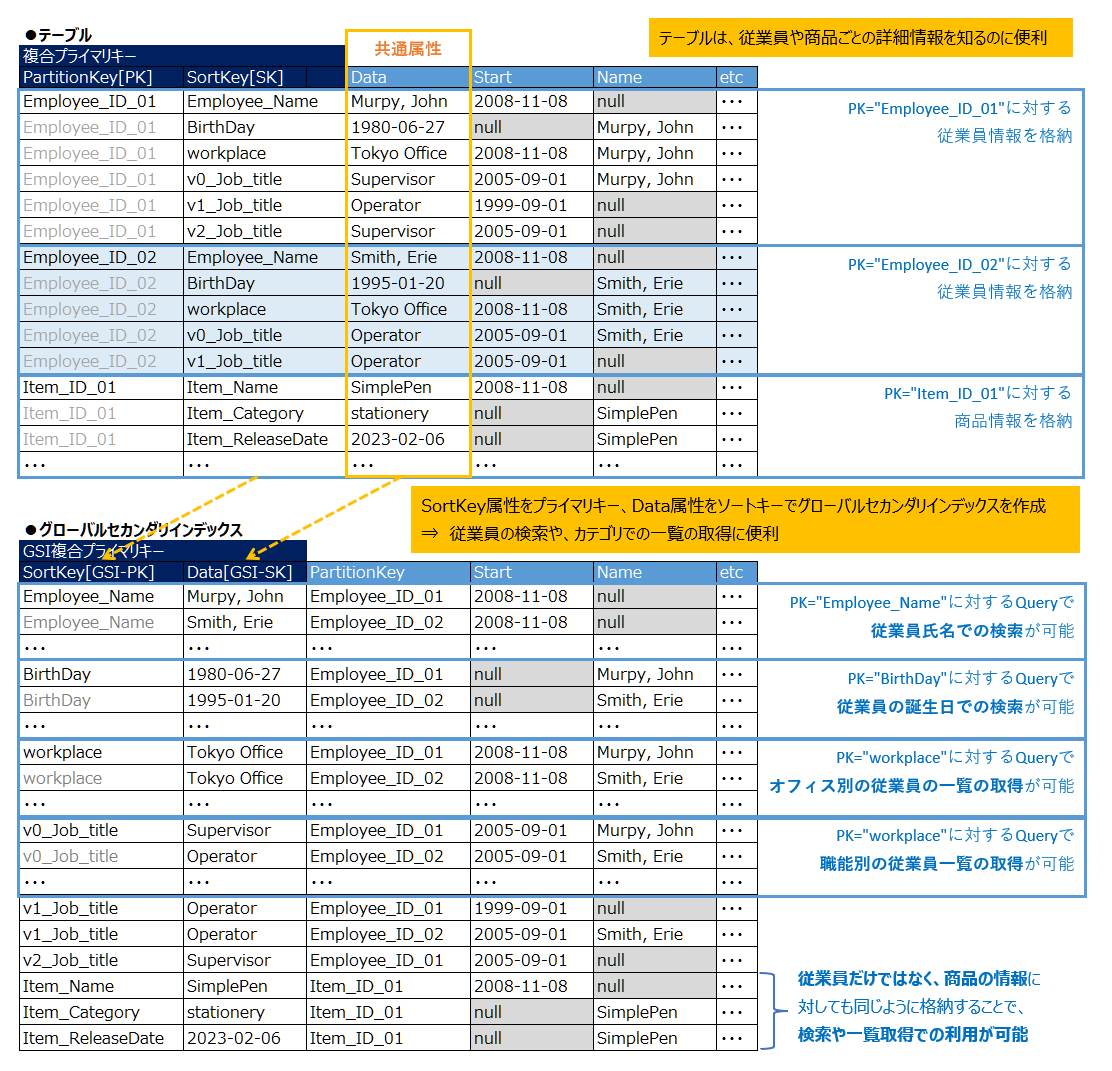 ●テーブル
テーブルは、従業員や商品ごとの詳細情報を知るのに便利
共通属性
複合プライマリキー
PartitionKey[PK] SortKey[SK] Data Start Name etc
Employee_ID_01 Employee_Name Murpy, John 2008-11-08 null ・・・
Employee_ID_01 BirthDay 1980-06-27 null Murpy, John ・・・
Employee_ID_01 workplace Tokyo Office 2008-11-08 Murpy, John ・・・
Employee_ID_01 v0_Job_title Supervisor 2005-09-01 Murpy, John ・・・
Employee_ID_01 v1_Job_title Operator 1999-09-01 null ・・・
Employee_ID_01 v2_Job_title Supervisor 2005-09-01 null ・・・
PK="Employee_ID_01"に対する
従業員情報を格納
Employee_ID_02 Employee_Name Smith, Erie 2008-11-08 null ・・・
Employee_ID_02 BirthDay 1995-01-20 null Smith, Erie ・・・
Employee_ID_02 workplace Tokyo Office 2008-11-08 Smith, Erie ・・・
Employee_ID_02 v0_Job_title Operator 2005-09-01 Smith, Erie ・・・
Employee_ID_02 v1_Job_title Operator 2005-09-01 null ・・・
PK="Employee_ID_02"に対する
従業員情報を格納
Item_ID_01 Item_Name SimplePen 2008-11-08 null ・・・
Item_ID_01 Item_Category stationery null SimplePen ・・・
Item_ID_01 Item_ReleaseDate 2023-02-06 null SimplePen ・・・
・・・ ・・・ ・・・ ・・・ ・・・ ・・・
PK="Item_ID_01"に対する
商品情報を格納
SortKey属性をプライマリキー、Data属性をソートキーでグローバルセカンダリインデックスを作成
⇒ 従業員の検索や、カテゴリでの一覧の取得に便利
●グローバルセカンダリインデックス
GSI複合プライマリキー
SortKey[GSI-PK] Data[GSI-SK] PartitionKey Start Name etc
Employee_Name Murpy, John Employee_ID_01 2008-11-08 null ・・・
Employee_Name Smith, Erie Employee_ID_02 2008-11-08 null ・・・
・・・ ・・・ ・・・ ・・・ ・・・ ・・・
PK="Employee_Name"に対するQueryで
従業員氏名での検索が可能
BirthDay 1980-06-27 Employee_ID_01 null Murpy, John ・・・
BirthDay 1995-01-20 Employee_ID_02 null Smith, Erie ・・・
・・・ ・・・ ・・・ ・・・ ・・・ ・・・
PK="BirthDay"に対するQueryで
従業員の誕生日での検索が可能
workplace Tokyo Office Employee_ID_01 2008-11-08 Murpy, John ・・・
workplace Tokyo Office Employee_ID_02 2008-11-08 Smith, Erie ・・・
・・・ ・・・ ・・・ ・・・ ・・・ ・・・
PK="workplace"に対するQueryで
オフィス別の従業員の一覧の取得が可能
v0_Job_title Supervisor Employee_ID_01 2005-09-01 Murpy, John ・・・
v0_Job_title Operator Employee_ID_02 2005-09-01 Smith, Erie ・・・
・・・ ・・・ ・・・ ・・・ ・・・ ・・・
PK="workplace"に対するQueryで
職能別の従業員一覧の取得が可能
v1_Job_title Operator Employee_ID_01 1999-09-01 null ・・・
v1_Job_title Operator Employee_ID_02 2005-09-01 Smith, Erie ・・・
v2_Job_title Supervisor Employee_ID_01 2005-09-01 null ・・・
Item_Name SimplePen Item_ID_01 2008-11-08 null ・・・
Item_Category stationery Item_ID_01 null SimplePen ・・・
Item_ReleaseDate 2023-02-06 Item_ID_01 null SimplePen ・・・
従業員だけではなく、商品の情報に
対しても同じように格納することで、
検索や一覧取得での利用が可能